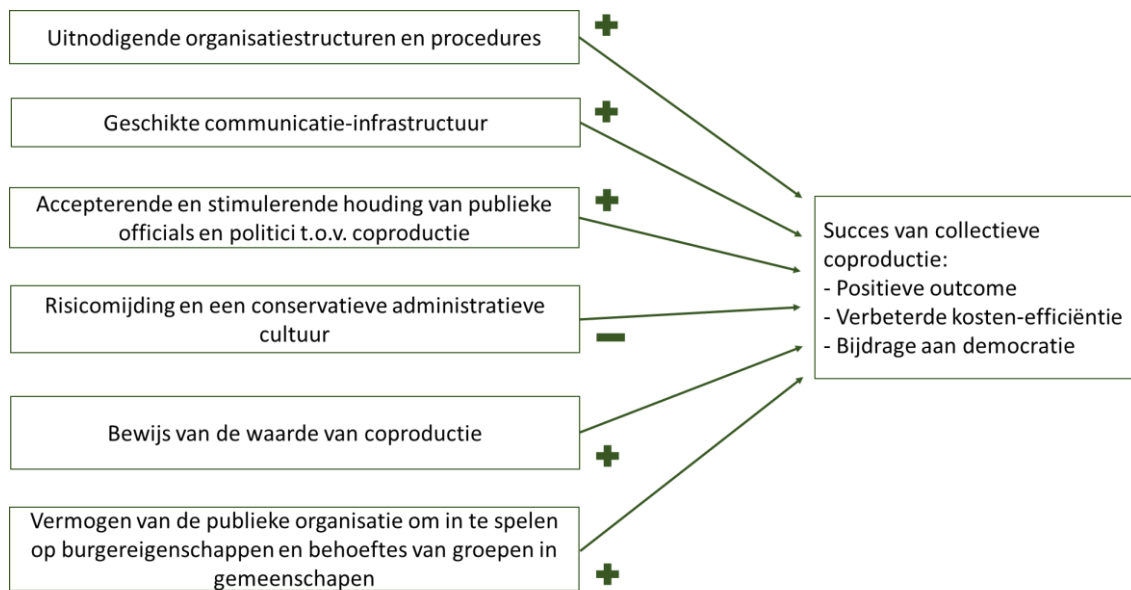 Uitnodigende organisatiestructuren en procedures
+
Geschikte communicatie-infrastructuur
+
Accepterende en stimulerende houding van publieke
officials en politici t.o.v. coproductie
+
Risicomijding en een conservatieve administratieve
cultuur
−
Bewijs van de waarde van coproductie
+
Vermogen van de publieke organisatie om in te spelen
op burgereigenschappen en behoeftes van groepen in
gemeenschapen
+
Succes van collectieve
coproductie:
- Positieve outcome
- Verbeterde kosten-efficiëntie
- Bijdrage aan democratie